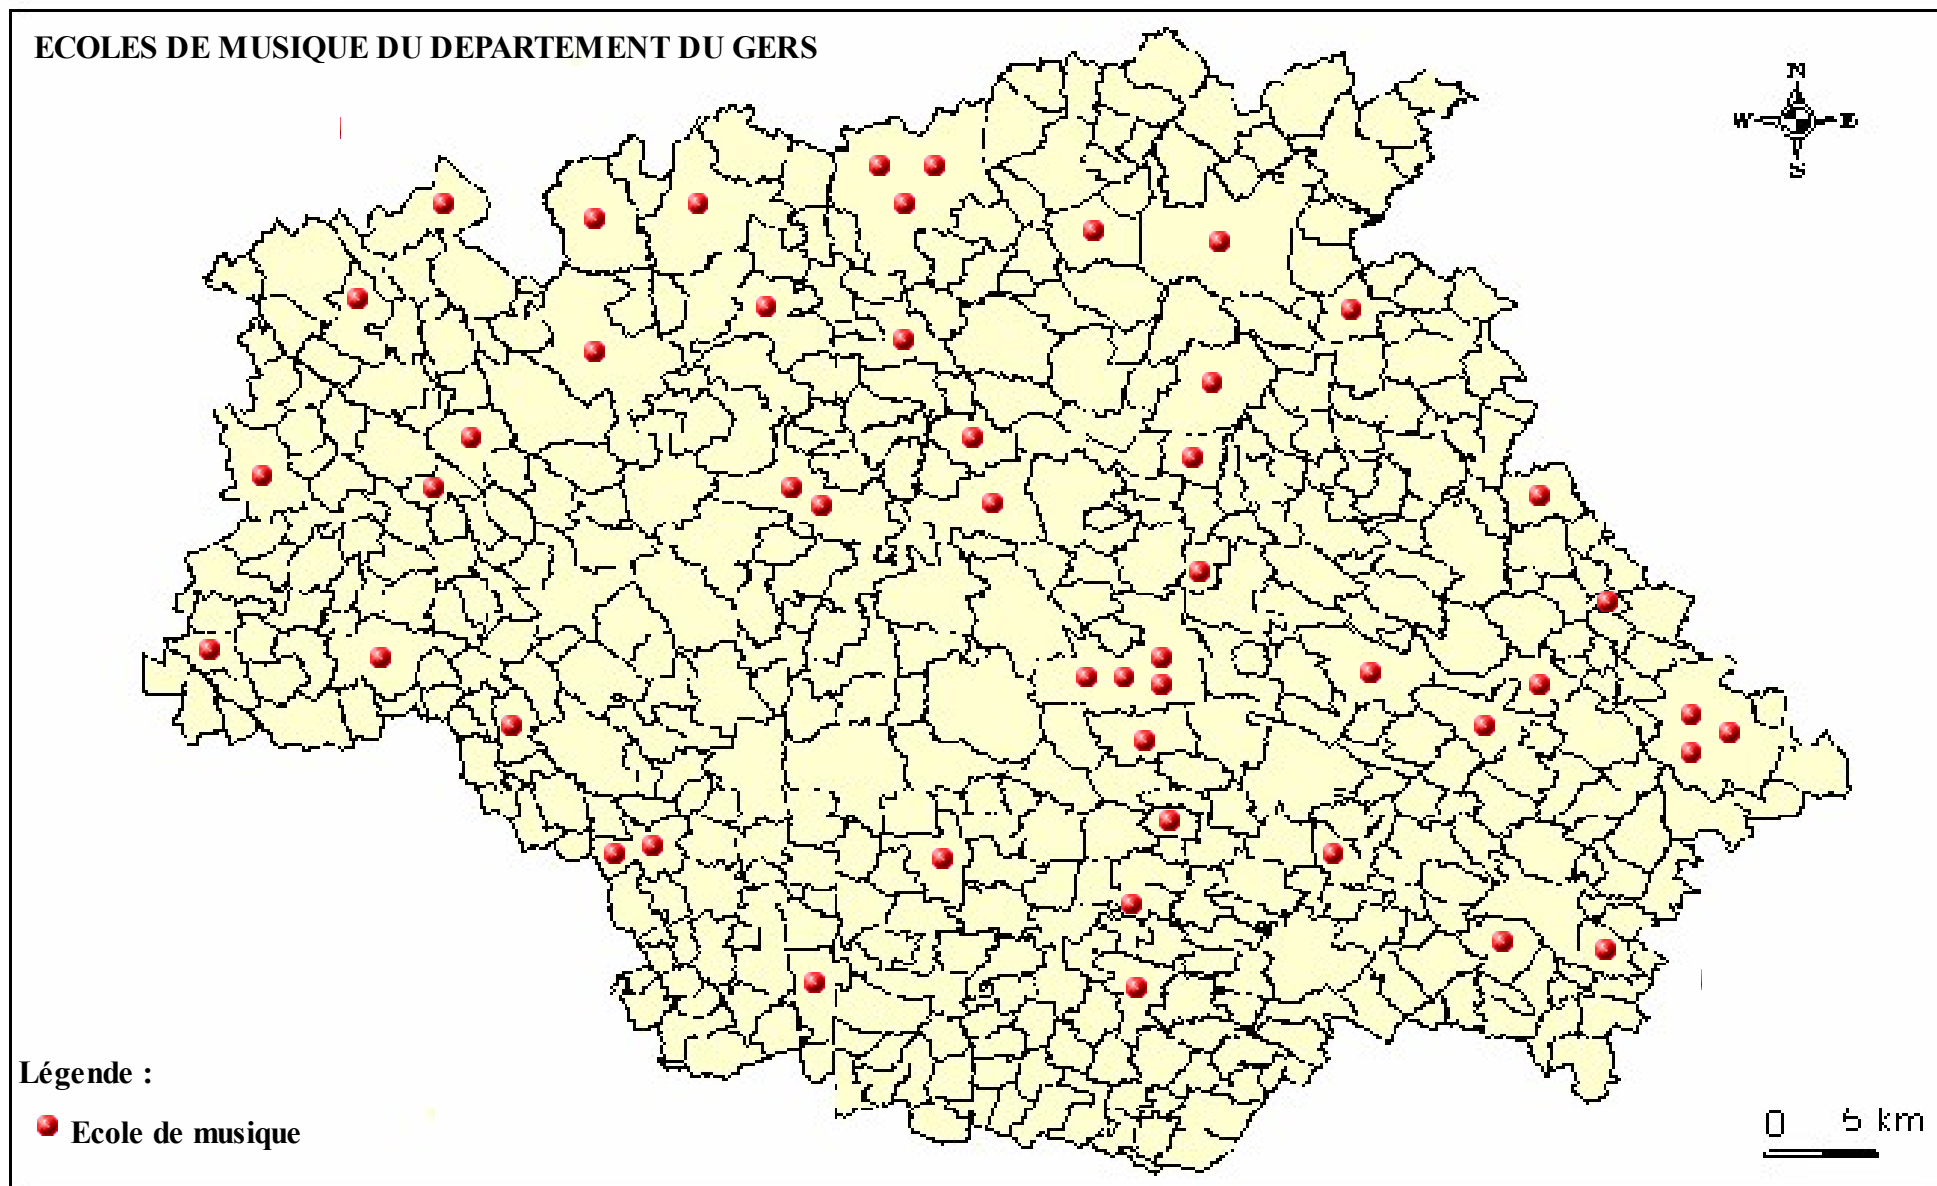 ECOLES DE MUSIQUE DU DEPARTEMENT DU GERS
N
W E
S
Légende :
Ecole de musique
0 5 km